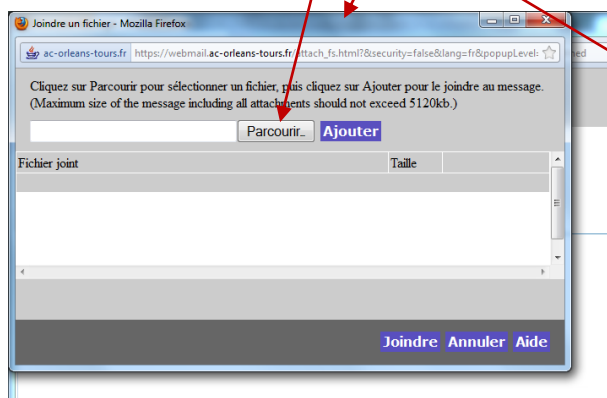 Joindre un fichier - Mozilla Firefox
ac-orleans-tours.fr https://webmail.ac-orleans-tours.fr/attach_fs.html?&security=false&lang=fr&popupLevel=
Cliquez sur Parcourir pour sélectionner un fichier, puis cliquez sur Ajouter pour le joindre au message.
(Maximum size of the message including all attachments should not exceed 5120kb.)
Parcourir... Ajouter
Fichier joint Taille
Joindre Annuler Aide